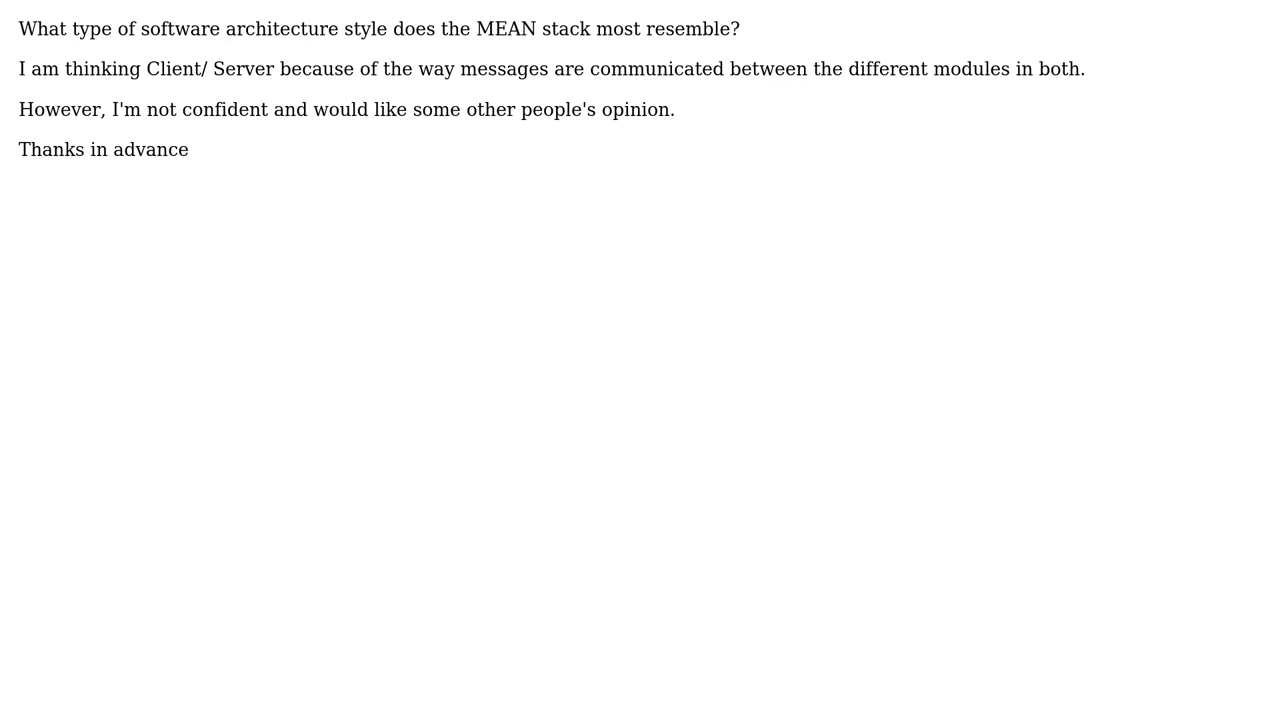 What type of software architecture style does the MEAN stack most resemble?
I am thinking Client/ Server because of the way messages are communicated between the different modules in both.
However, I'm not confident and would like some other people's opinion.
Thanks in advance